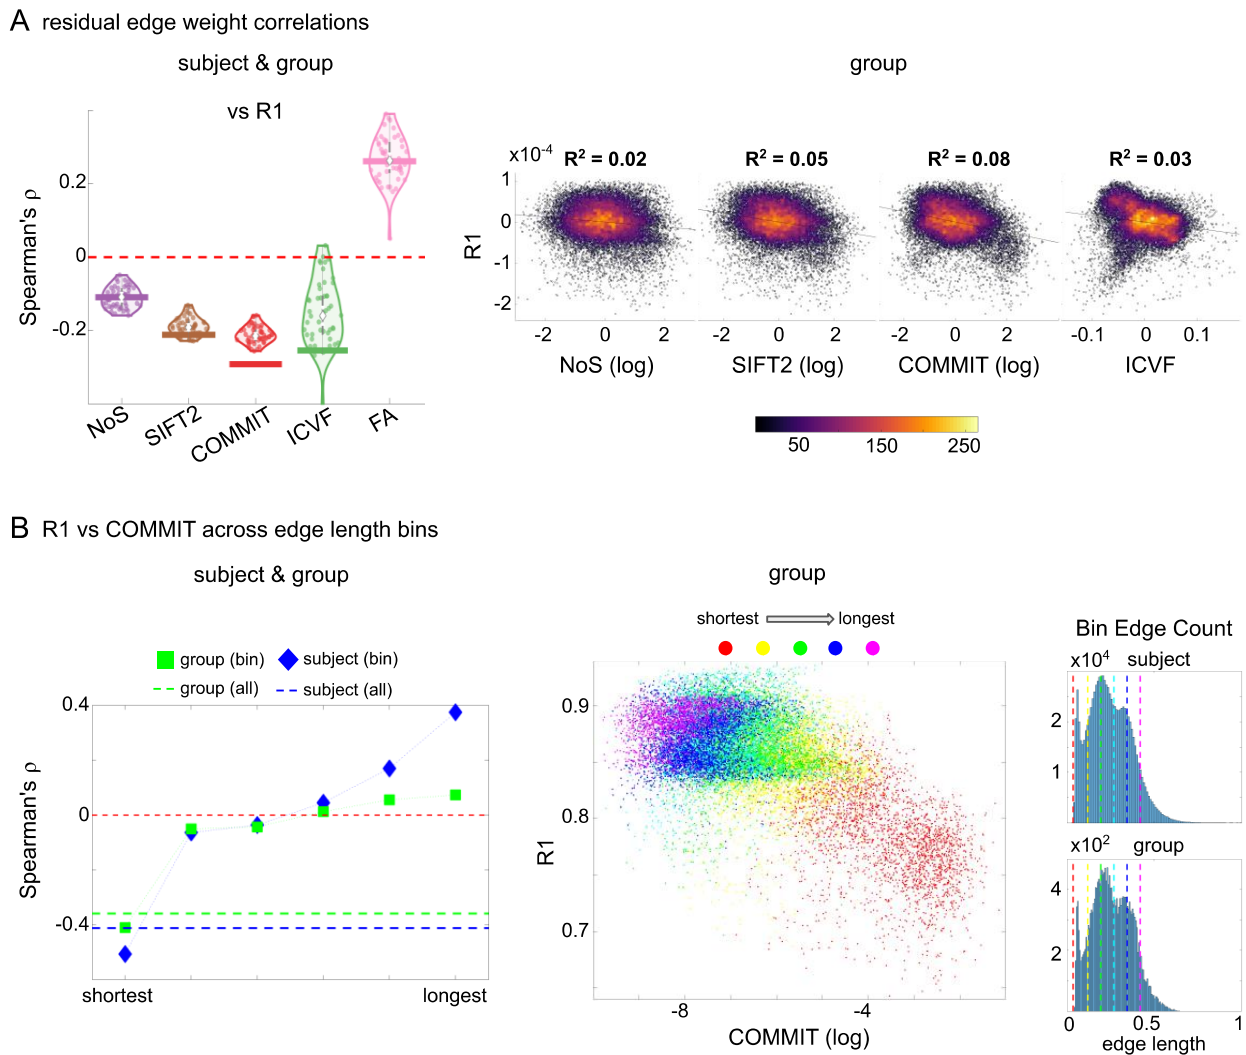 A residual edge weight correlations
subject & group
group
vs R1
Spearman's ρ
0.2
0
-0.2
NoS
SIFT2
COMMIT
ICVF
FA
x10-4
R2 = 0.02
R2 = 0.05
R2 = 0.08
R2 = 0.03
R1
1
0
-1
-2
-2 0 2
-2 0 2
-2 0 2
-0.1 0 0.1
NoS (log)
SIFT2 (log)
COMMIT (log)
ICVF
50 150 250
B R1 vs COMMIT across edge length bins
subject & group
group
group (bin) subject (bin)
group (all) subject (all)
Spearman's ρ
0.4
0
-0.4
shortest longest
shortest longest
R1
0.9
0.8
0.7
-8 -4
COMMIT (log)
Bin Edge Count
x104 subject
2
1
x102 group
4
2
0 0.5 1
edge length